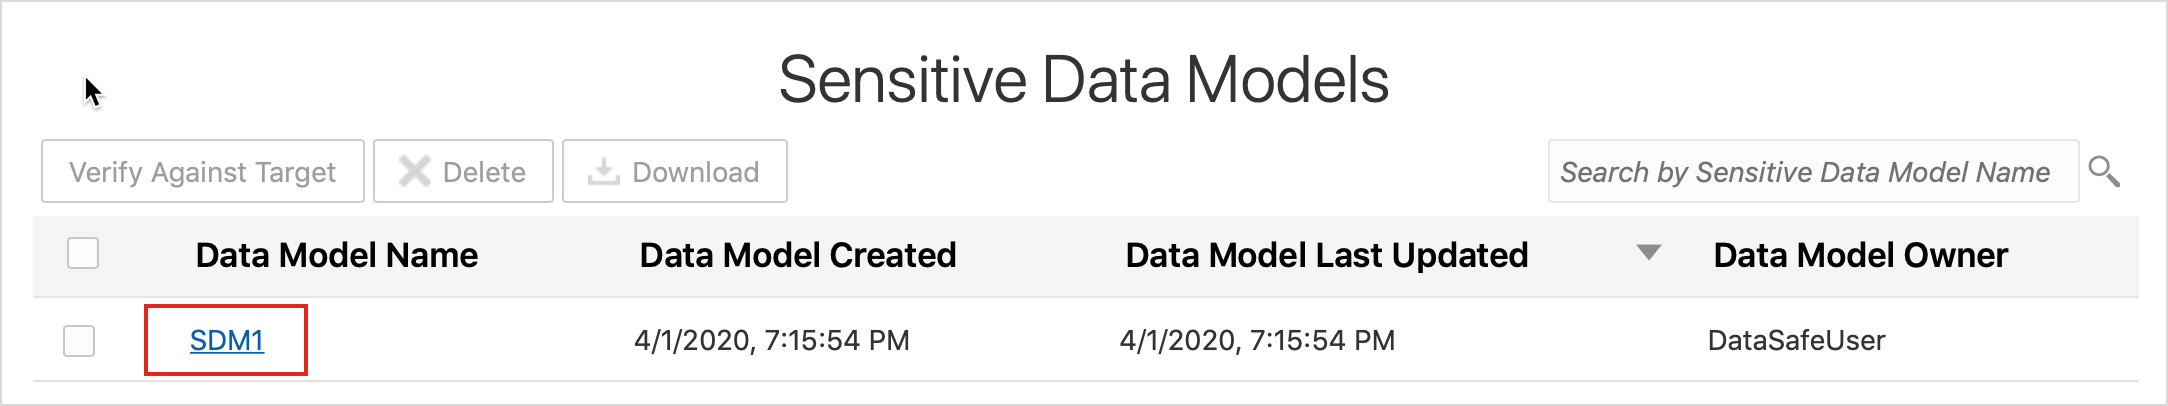 Sensitive Data Models
Verify Against Target Delete Download Search by Sensitive Data Model Name
Data Model Name Data Model Created Data Model Last Updated Data Model Owner
SDM1 4/1/2020, 7:15:54 PM 4/1/2020, 7:15:54 PM DataSafeUser